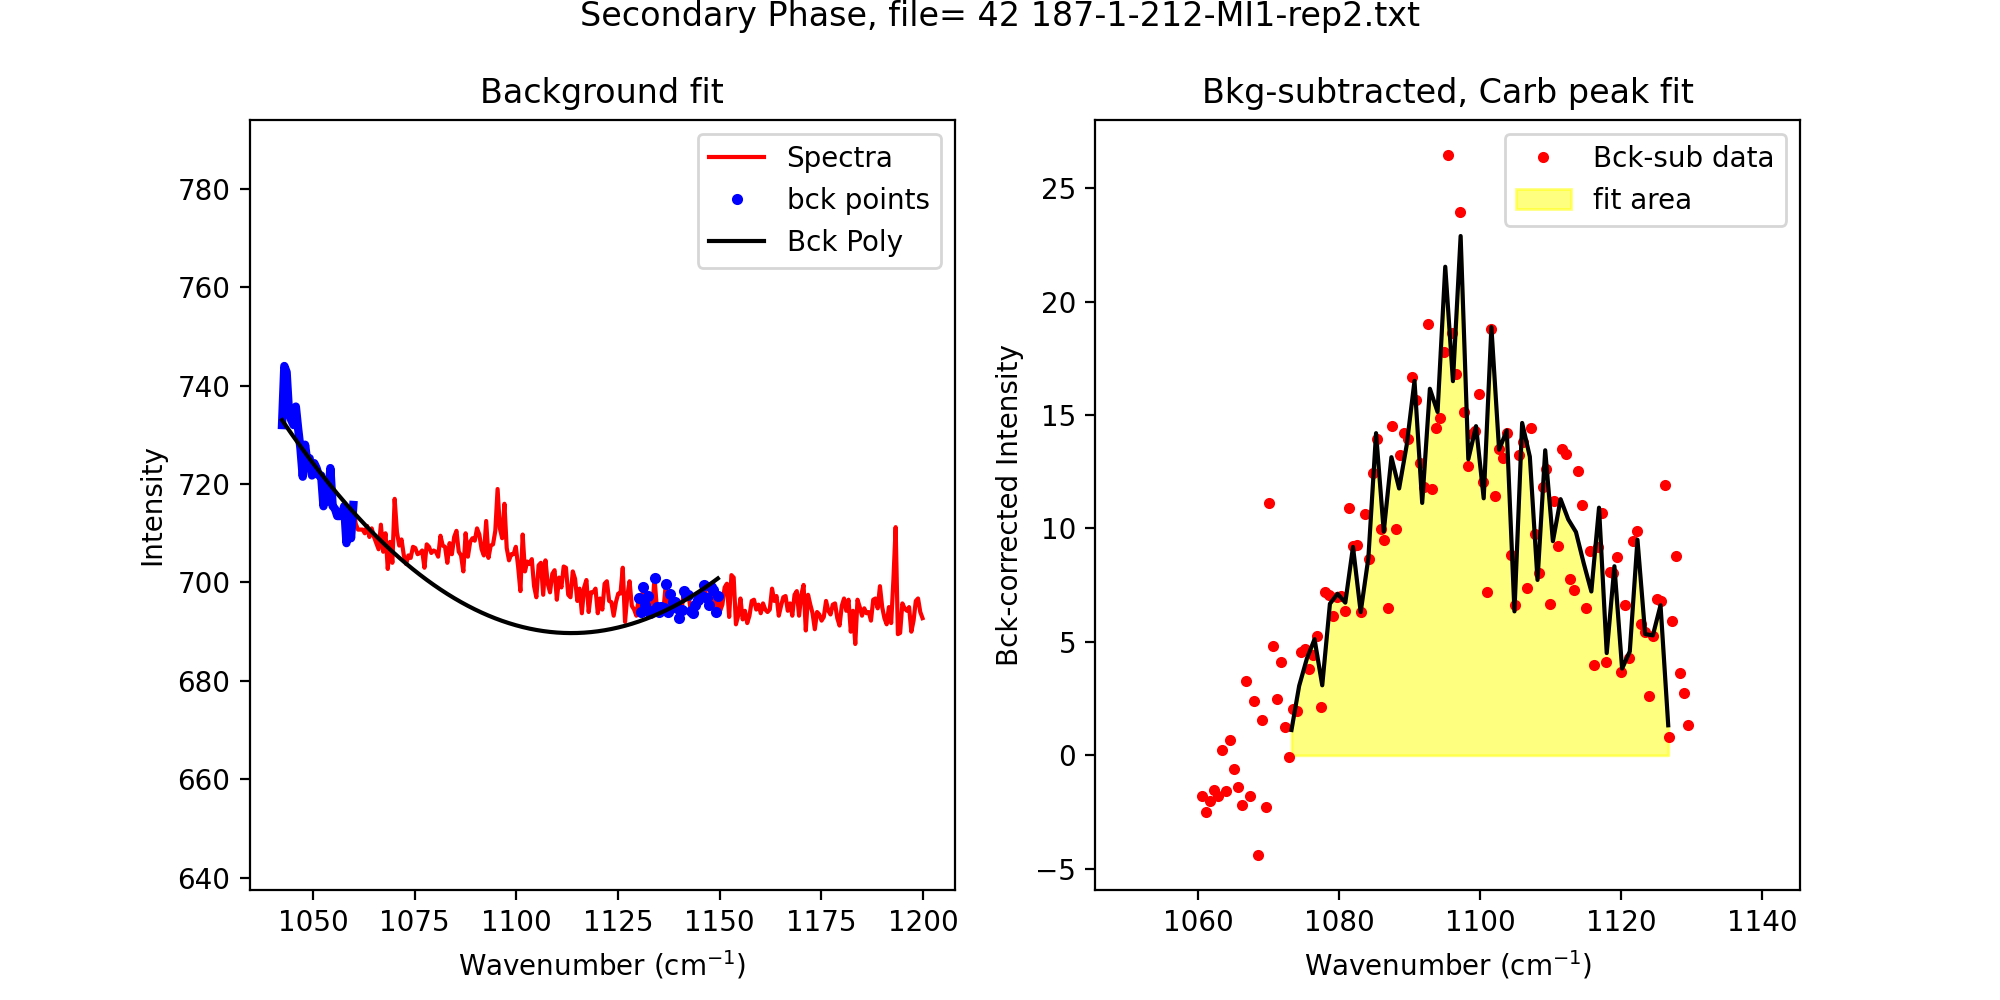 Secondary Phase, file= 42 187-1-212-MI1-rep2.txt
Background fit
Spectra
bck points
Bck Poly
780
760
740
720
700
680
660
640
Intensity
1050 1075 1100 1125 1150 1175 1200
Wavenumber (cm⁻¹)
Bkg-subtracted, Carb peak fit
Bck-sub data
fit area
25
20
15
10
5
0
−5
Bck-corrected Intensity
1060 1080 1100 1120 1140
Wavenumber (cm⁻¹)